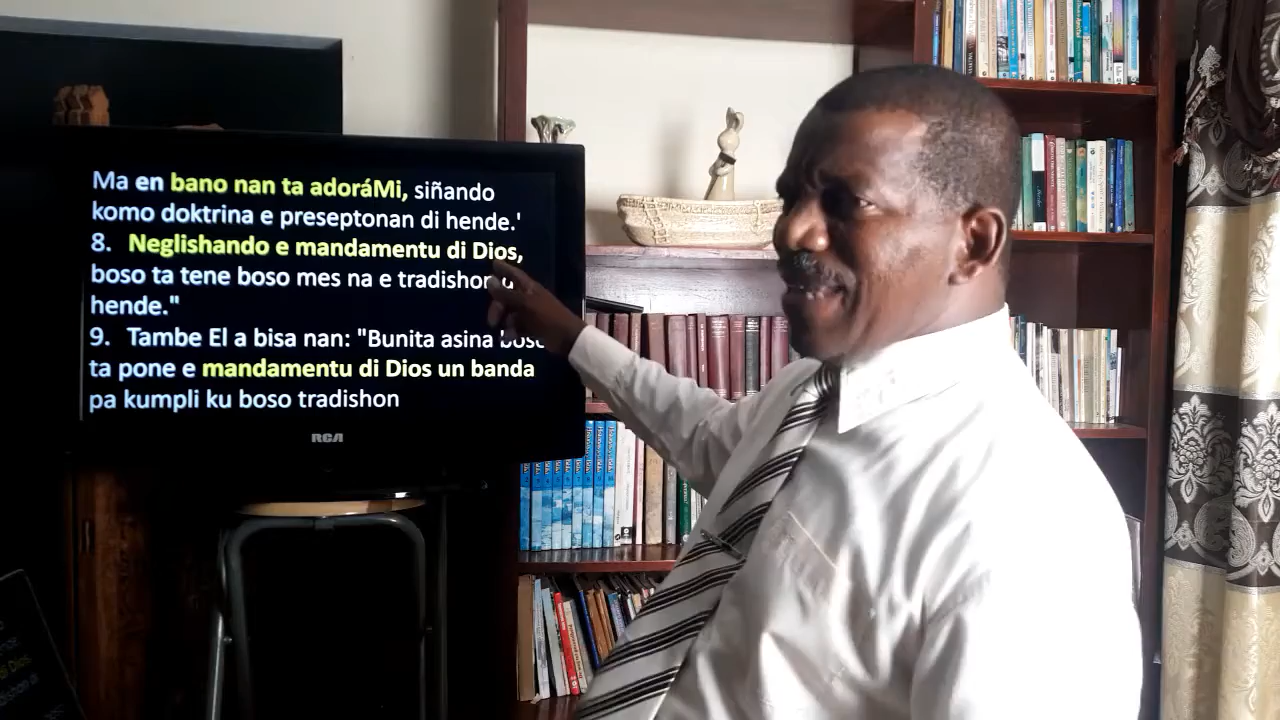 Ma en bano nan ta adoráMi, siñando
komo doktrina e preseptonan di hende.'
8. Neglishando e mandamentu di Dios,
boso ta tene boso mes na e tradishon
hende."
9. Tambe El a bisa nan: "Bunita asina boso
ta pone e mandamentu di Dios un banda
pa kumpli ku boso tradishon
RCA